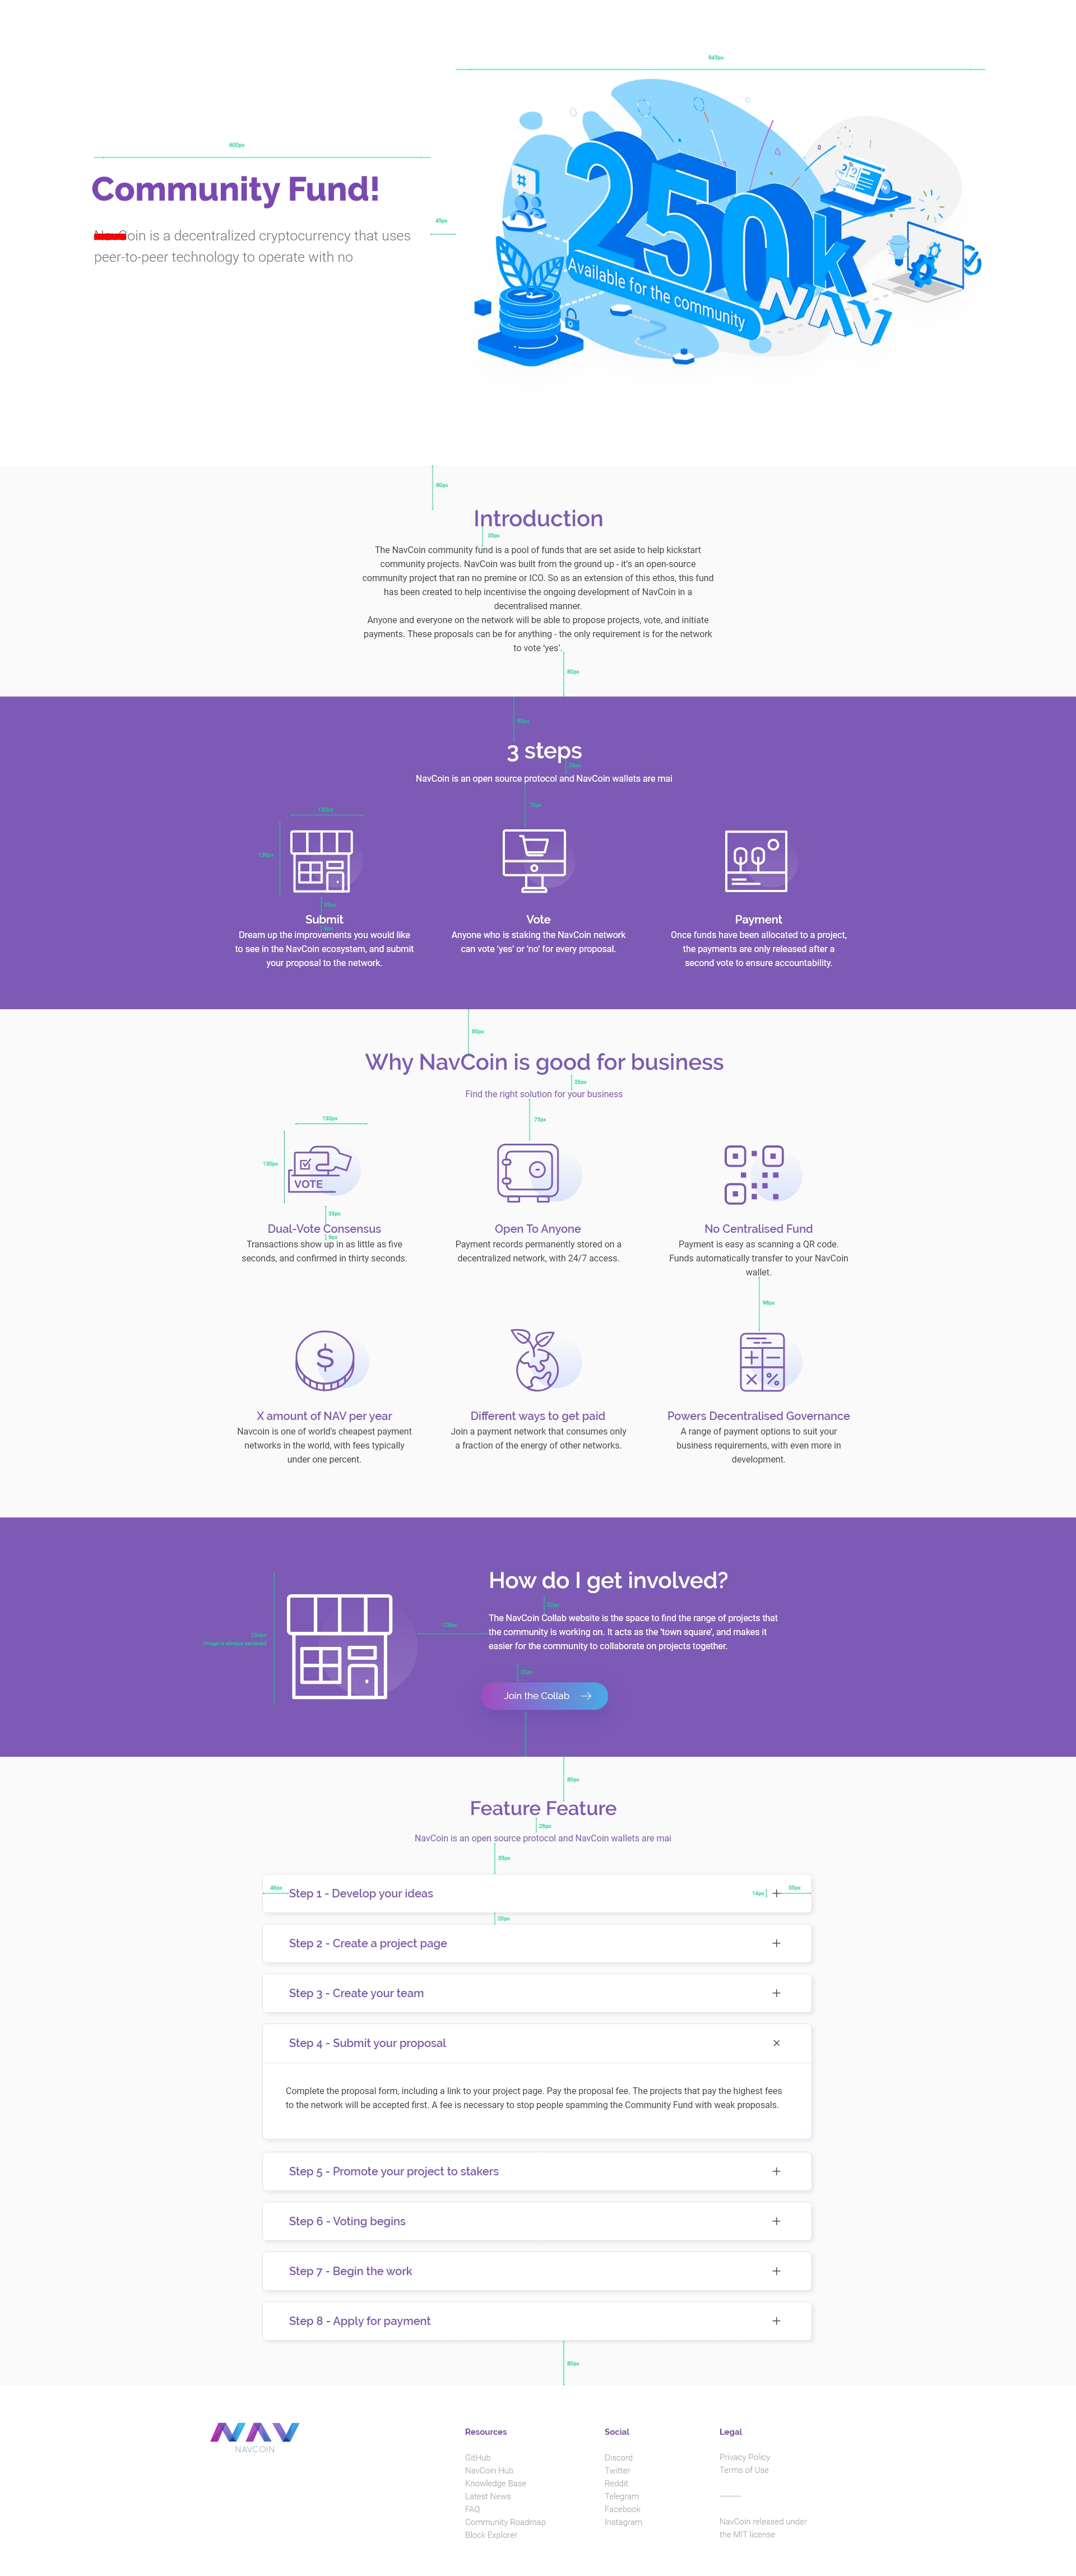 945px
600px
Community Fund!
45px
NavCoin is a decentralized cryptocurrency that uses
peer-to-peer technology to operate with no
250k
Available for the community
NAV
80px
Introduction
35px
The NavCoin community fund is a pool of funds that are set aside to help kickstart
community projects. NavCoin was built from the ground up - it's an open-source
community project that ran no premine or ICO. So as an extension of this ethos, this fund
has been created to help incentivise the ongoing development of NavCoin in a
decentralised manner.
Anyone and everyone on the network will be able to propose projects, vote, and initiate
payments. These proposals can be for anything - the only requirement is for the network
to vote 'yes'.
80px
80px
3 steps
NavCoin is an open source protocol and NavCoin wallets are mai
75px
130px
130px
Submit
Dream up the improvements you would like
to see in the NavCoin ecosystem, and submit
your proposal to the network.
Vote
Anyone who is staking the NavCoin network
can vote 'yes' or 'no' for every proposal.
Payment
Once funds have been allocated to a project,
the payments are only released after a
second vote to ensure accountability.
80px
Why NavCoin is good for business
26px
Find the right solution for your business
75px
130px
130px
VOTE
35px
Dual-Vote Consensus
9px
Transactions show up in as little as five
seconds, and confirmed in thirty seconds.
Open To Anyone
Payment records permanently stored on a
decentralized network, with 24/7 access.
No Centralised Fund
Payment is easy as scanning a QR code.
Funds automatically transfer to your NavCoin
wallet.
98px
$
X amount of NAV per year
Navcoin is one of world's cheapest payment
networks in the world, with fees typically
under one percent.
Different ways to get paid
Join a payment network that consumes only
a fraction of the energy of other networks.
Powers Decentralised Governance
A range of payment options to suit your
business requirements, with even more in
development.
How do I get involved?
234px
image is always centered
The NavCoin Collab website is the space to find the range of projects that
the community is working on. It acts as the 'town square', and makes it
easier for the community to collaborate on projects together.
Join the Collab
80px
Feature Feature
26px
NavCoin is an open source protocol and NavCoin wallets are mai
55px
46px
Step 1 - Develop your ideas
14px
55px
20px
Step 2 - Create a project page
Step 3 - Create your team
Step 4 - Submit your proposal
Complete the proposal form, including a link to your project page. Pay the proposal fee. The projects that pay the highest fees
to the network will be accepted first. A fee is necessary to stop people spamming the Community Fund with weak proposals.
Step 5 - Promote your project to stakers
Step 6 - Voting begins
Step 7 - Begin the work
Step 8 - Apply for payment
80px
NAV
NAVCOIN
Resources
GitHub
NavCoin Hub
Knowledge Base
Latest News
FAQ
Community Roadmap
Block Explorer
Social
Discord
Twitter
Reddit
Telegram
Facebook
Instagram
Legal
Privacy Policy
Terms of Use
NavCoin released under
the MIT license